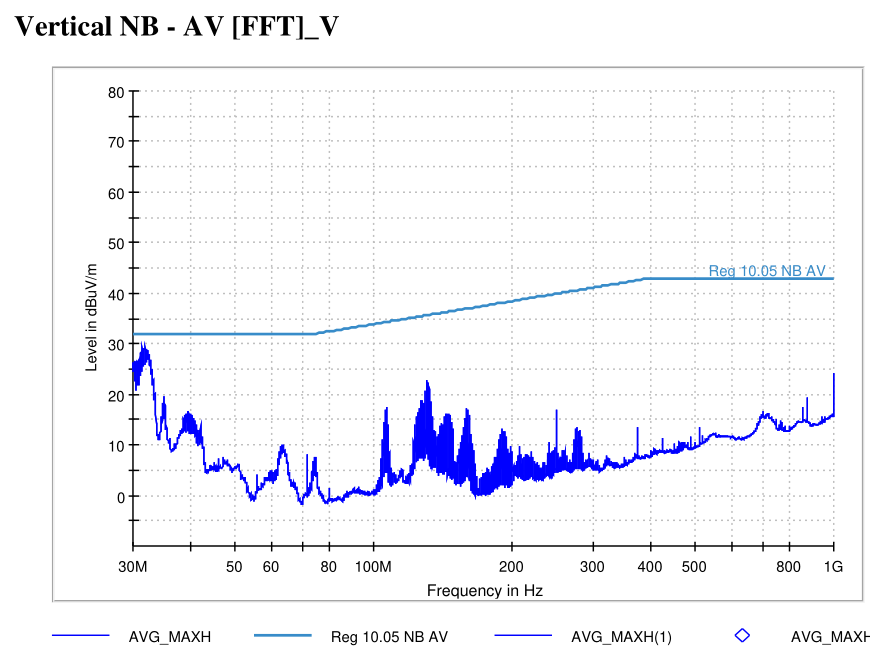 Vertical NB - AV [FFT]_V
80
70
60
50
40
30
20
10
0
Level in dBuV/m
Reg 10.05 NB AV
30M 50 60 80 100M 200 300 400 500 800 1G
Frequency in Hz
AVG_MAXH Reg 10.05 NB AV AVG_MAXH(1) AVG_MAXH